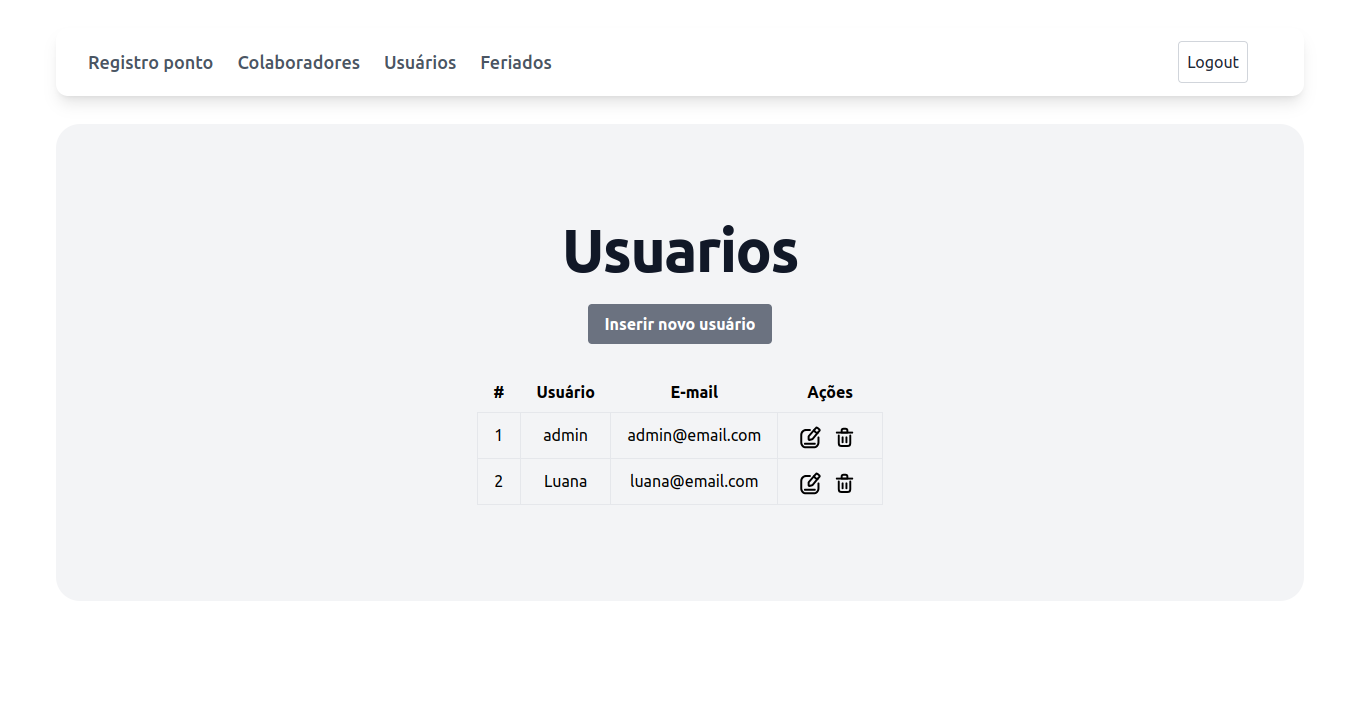 Registro ponto Colaboradores Usuários Feriados Logout
Usuarios
Inserir novo usuário
# Usuário E-mail Ações
1 admin admin@email.com
2 Luana luana@email.com